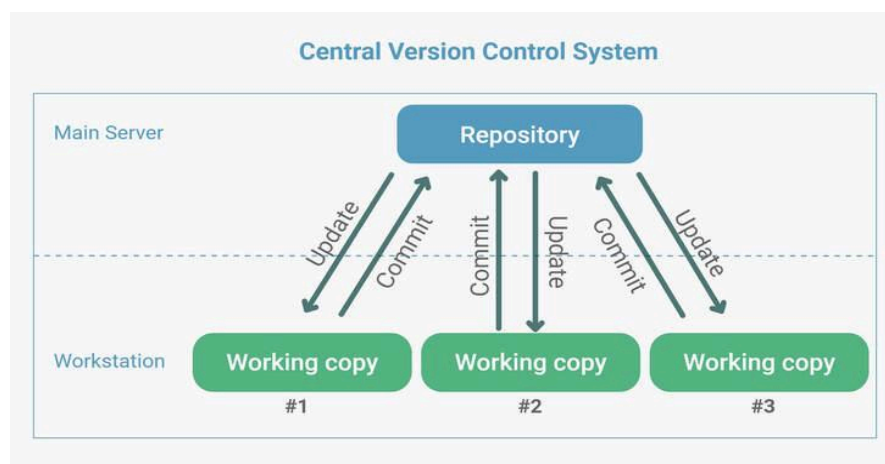 Central Version Control System
Main Server
Repository
Update
Commit
Commit
Update
Commit
Update
Workstation
Working copy
Working copy
Working copy
#1
#2
#3